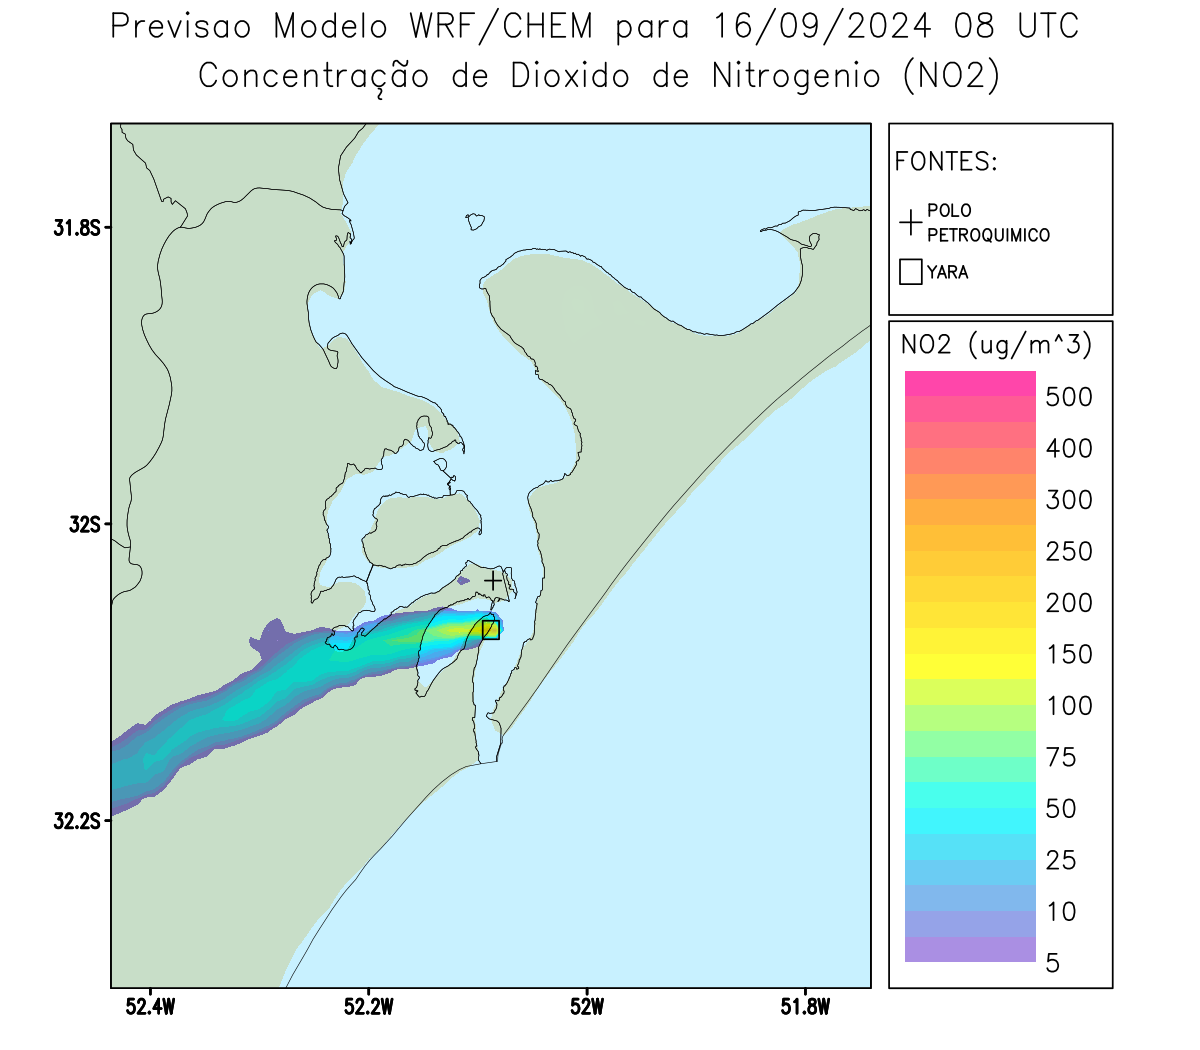 Previsao Modelo WRF/CHEM para 16/09/2024 08 UTC
Concentração de Dioxido de Nitrogenio (NO2)
FONTES:
POLO
PETROQUIMICO
YARA
31.8S
32S
32.2S
52.4W
52.2W
52W
51.8W
NO2 (ug/m^3)
500
400
300
250
200
150
100
75
50
25
10
5